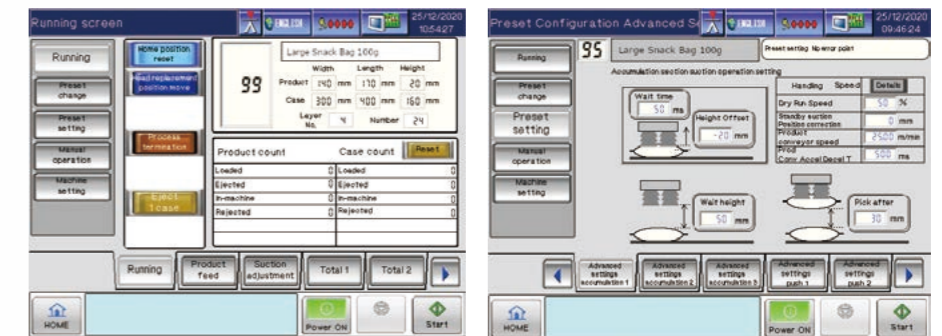 Running screen
ENGLISH
25/12/2020
10:54:27
Running
Preset
change
Preset
setting
Manual
operation
Machine
setting
Home position
reset
Head replacement
position move
Process
termination
Eject
1 case
99
Large Snack Bag 100g
Width Length Height
Product 140 mm 170 mm 20 mm
Case 300 mm 400 mm 160 mm
Layer
No. 4 Number 24
Product count Case count Reset
Loaded 0 Loaded 0
Ejected 0 Ejected 0
In-machine 0 In-machine 0
Rejected 0 Rejected 0
Running
Product
feed
Suction
adjustment
Total 1
Total 2
HOME
Power ON
Start
Preset Configuration Advanced Se
ENGLISH
25/12/2020
09:46:24
Running
Preset
change
Preset
setting
Manual
operation
Machine
setting
95
Large Snack Bag 100g
Preset setting No error point
Accumulation section suction operation setting
Wait time
50 ms
Height Offset
-20 mm
Handling Speed Details
Dry Run Speed 50 %
Standby suction
Position correction 0 mm
Product
conveyor speed m/min
Prod
Conv Accel Decel T 500 ms
Wait height
50 mm
Pick after
30 mm
Advanced
settings
accumulation 1
Advanced
settings
accumulation 2
Advanced
settings
accumulation 3
Advanced
settings
push 1
Advanced
settings
push 2
HOME
Power ON
Start